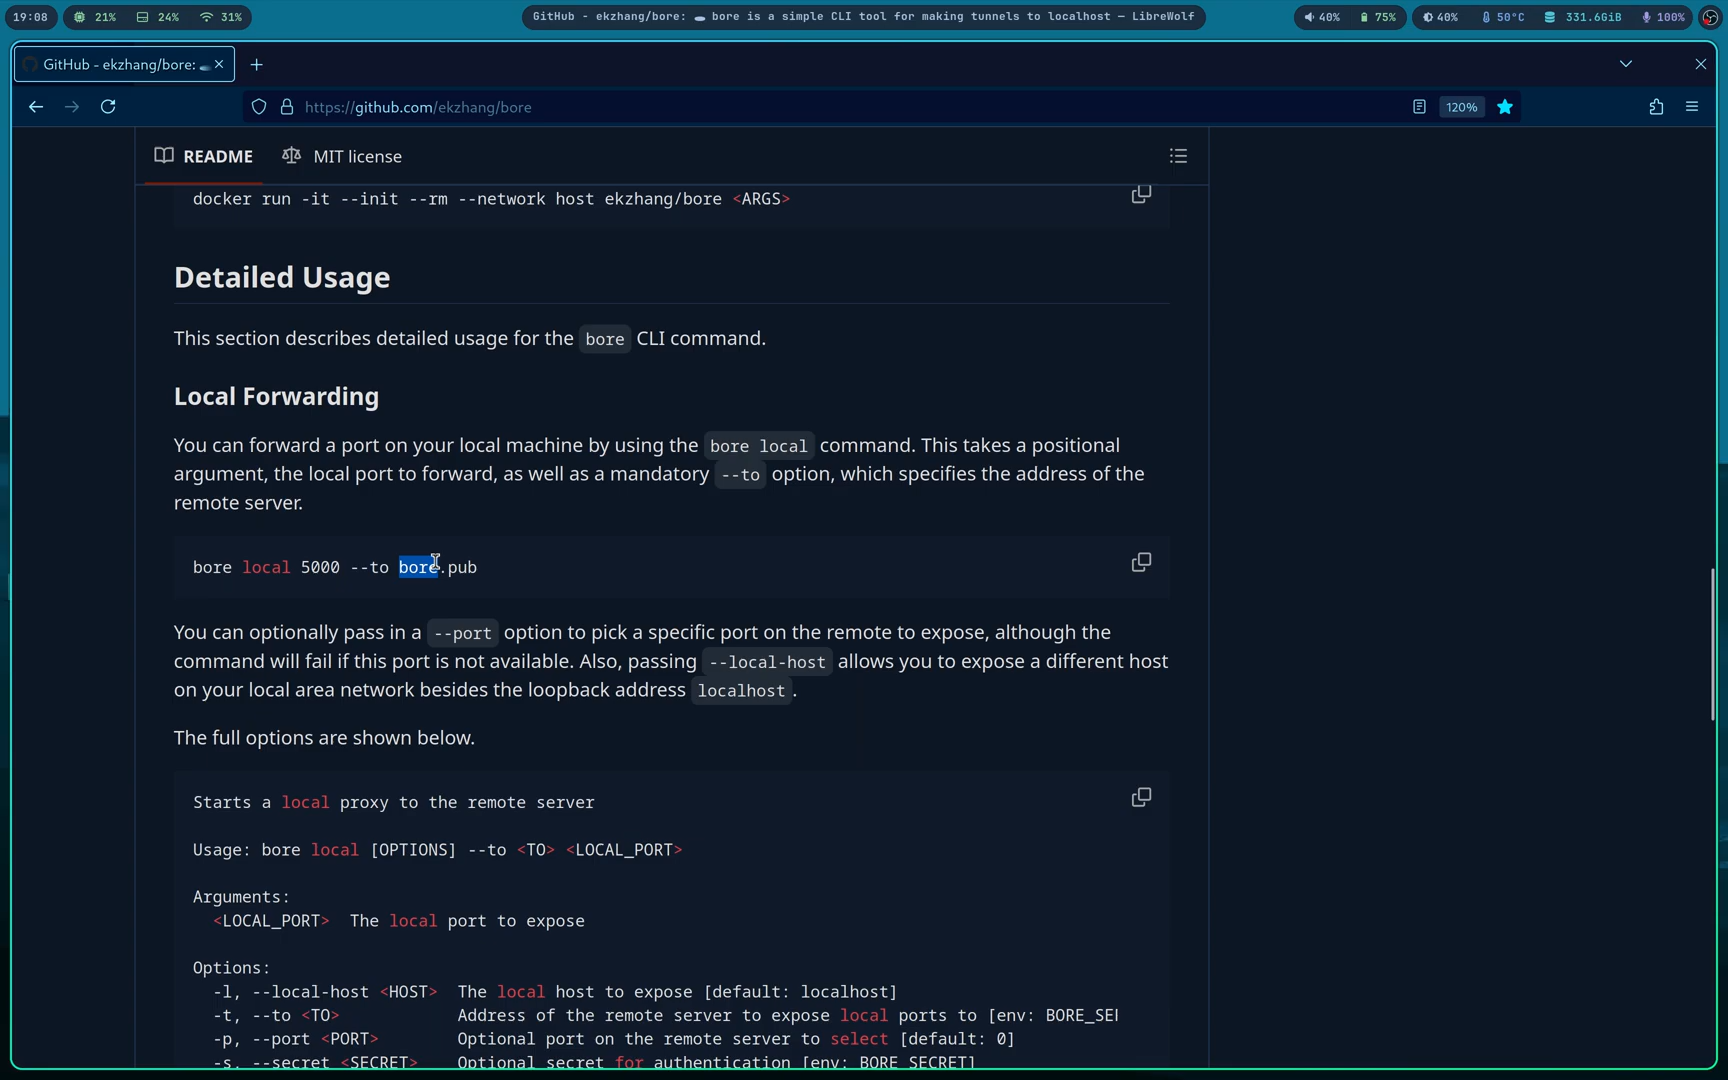 19:08 21% 24% 31% GitHub - ekzhang/bore: 🕳 bore is a simple CLI tool for making tunnels to localhost — LibreWolf 40% 75% 40% 50°C 331.6GiB 100%
GitHub - ekzhang/bore: 🕳
https://github.com/ekzhang/bore 120%
README MIT license
docker run -it --init --rm --network host ekzhang/bore <ARGS>
Detailed Usage
This section describes detailed usage for the bore CLI command.
Local Forwarding
You can forward a port on your local machine by using the bore local command. This takes a positional
argument, the local port to forward, as well as a mandatory --to option, which specifies the address of the
remote server.
bore local 5000 --to bore.pub
You can optionally pass in a --port option to pick a specific port on the remote to expose, although the
command will fail if this port is not available. Also, passing --local-host allows you to expose a different host
on your local area network besides the loopback address localhost.
The full options are shown below.
Starts a local proxy to the remote server
Usage: bore local [OPTIONS] --to <TO> <LOCAL_PORT>
Arguments:
<LOCAL_PORT> The local port to expose
Options:
-l, --local-host <HOST> The local host to expose [default: localhost]
-t, --to <TO> Address of the remote server to expose local ports to [env: BORE_SE
-p, --port <PORT> Optional port on the remote server to select [default: 0]
-s, --secret <SECRET> Optional secret for authentication [env: BORE_SECRET]